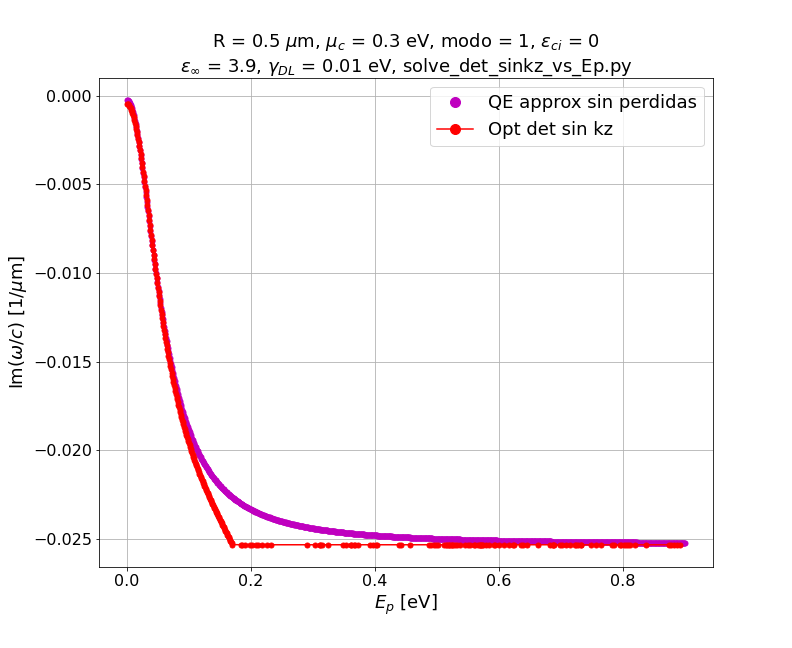 R = 0.5 μm, μ_c = 0.3 eV, modo = 1, ε_ci = 0
ε_∞ = 3.9, γ_DL = 0.01 eV, solve_det_sinkz_vs_Ep.py
QE approx sin perdidas
Opt det sin kz
0.000
−0.005
−0.010
−0.015
−0.020
−0.025
Im(ω/c) [1/μm]
0.0 0.2 0.4 0.6 0.8
E_p [eV]